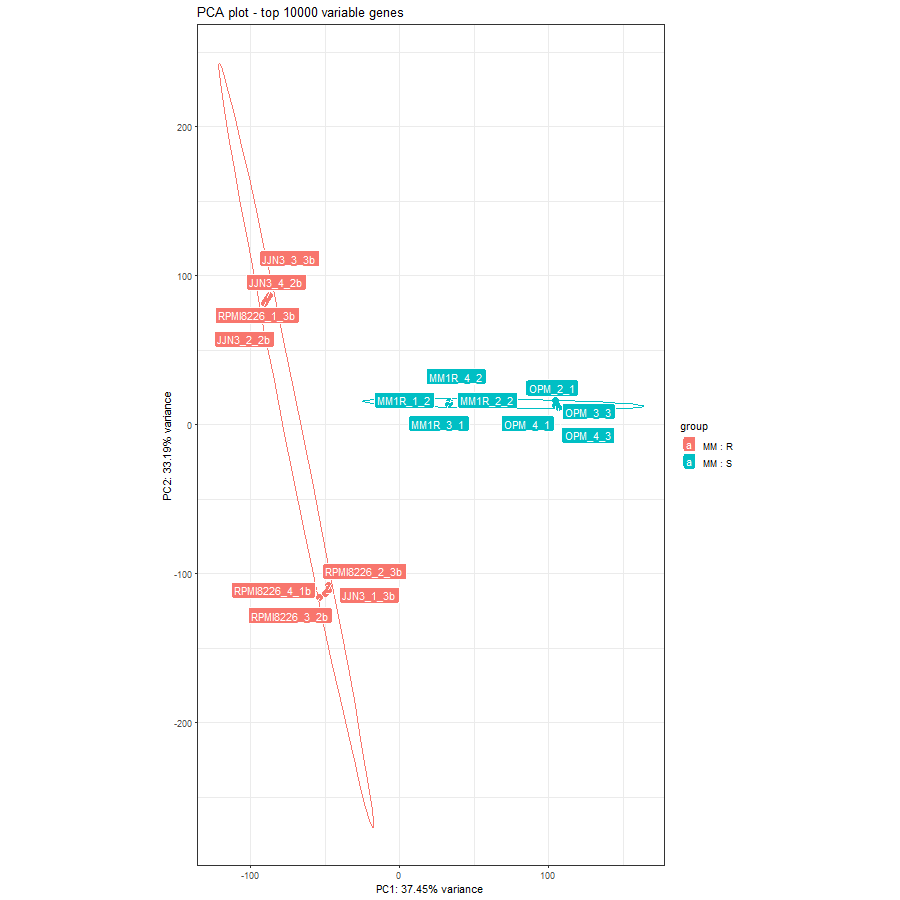 PCA plot - top 10000 variable genes
PC2: 33.19% variance
200
100
0
-100
-200
JJN3_3_3b
JJN3_4_2b
RPMI8226_1_3b
JJN3_2_2b
MM1R_4_2
MM1R_1_2
MM1R_2_2
MM1R_3_1
OPM_2_1
OPM_3_3
OPM_4_1
OPM_4_3
RPMI8226_2_3b
RPMI8226_4_1b
JJN3_1_3b
RPMI8226_3_2b
-100
0
100
PC1: 37.45% variance
group
a MM : R
a MM : S